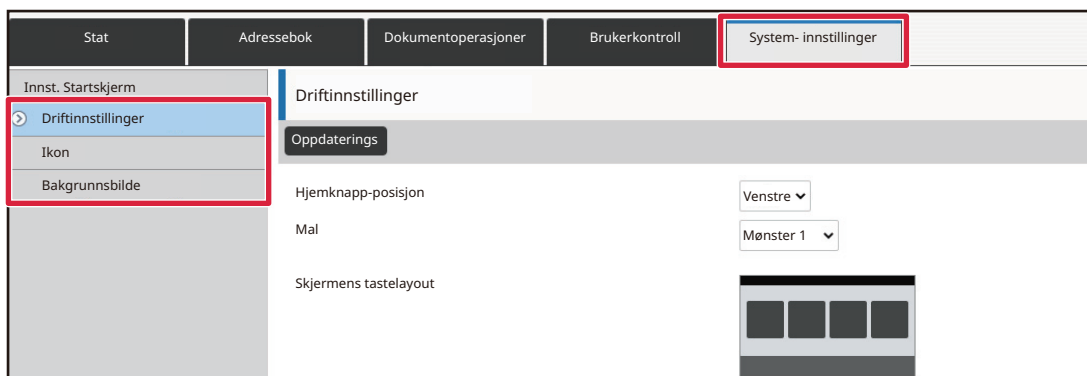 Stat
Adressebok
Dokumentoperasjoner
Brukerkontroll
System- innstillinger
Innst. Startskjerm
Driftinnstillinger
Ikon
Bakgrunnsbilde
Driftinnstillinger
Oppdaterings
Hjemknapp-posisjon
Venstre
Mal
Mønster 1
Skjermens tastelayout